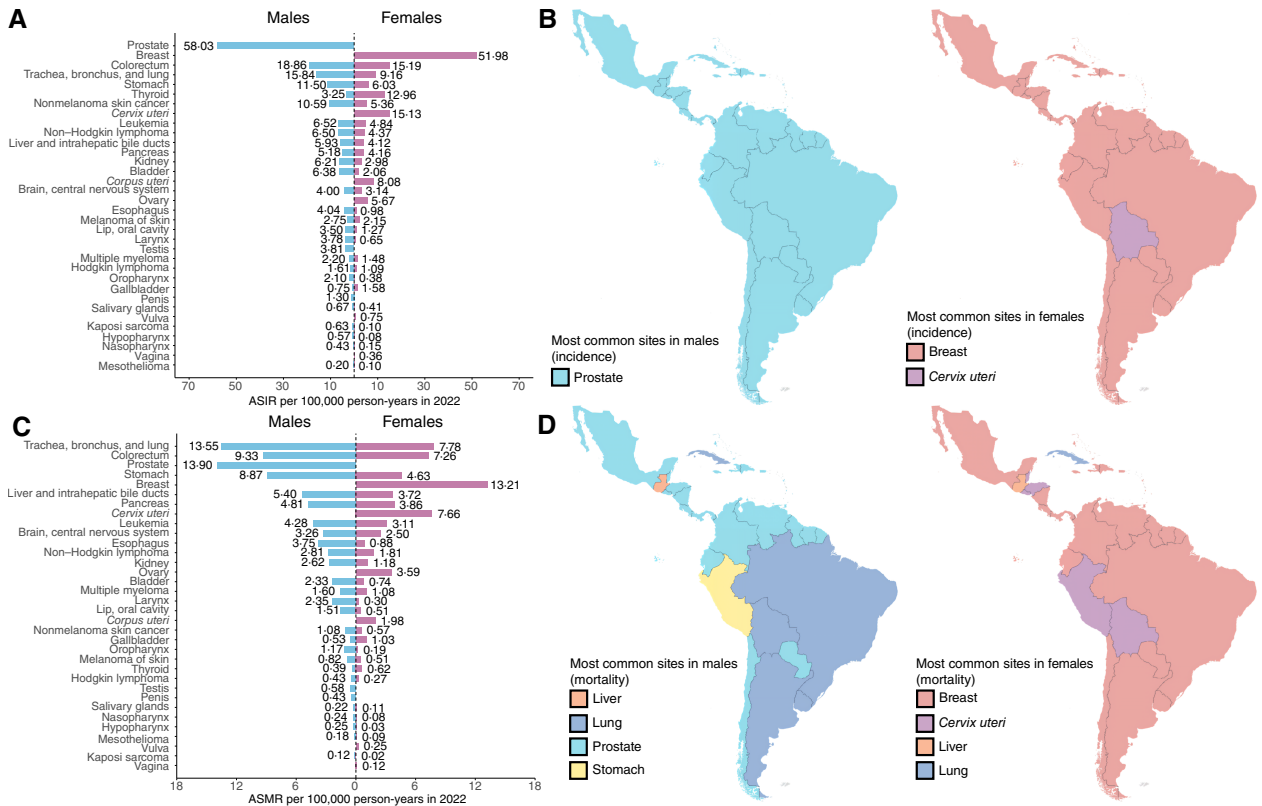 A
Males Females
Prostate 58·03
Breast 51·98
Colorectum 18·86 15·19
Trachea, bronchus, and lung 15·84 9·16
Stomach 11·50 6·03
Thyroid 3·25 12·96
Nonmelanoma skin cancer 10·59 5·36
Cervix uteri 15·13
Leukemia 6·52 4·84
Non–Hodgkin lymphoma 6·50 4·37
Liver and intrahepatic bile ducts 5·93 4·12
Pancreas 5·18 4·16
Kidney 6·21 2·98
Bladder 6·38 2·06
Corpus uteri 8·08
Brain, central nervous system 4·00 3·14
Ovary 5·67
Esophagus 4·04 0·98
Melanoma of skin 2·75 2·15
Lip, oral cavity 3·50 1·27
Larynx 3·78 0·65
Testis 3·81
Multiple myeloma 2·20 1·48
Hodgkin lymphoma 1·61 1·09
Oropharynx 2·10 0·38
Gallbladder 0·75 1·58
Penis 1·30
Salivary glands 0·67 0·41
Vulva 0·75
Kaposi sarcoma 0·63 0·10
Hypopharynx 0·57 0·08
Nasopharynx 0·43 0·15
Vagina 0·36
Mesothelioma 0·20 0·10
70 50 30 10 10 30 50 70
ASIR per 100,000 person-years in 2022
B
Most common sites in males
(incidence)
Prostate
Most common sites in females
(incidence)
Breast
Cervix uteri
C
Males Females
Trachea, bronchus, and lung 13·55 7·78
Colorectum 9·33 7·26
Prostate 13·90
Stomach 8·87 4·63
Breast 13·21
Liver and intrahepatic bile ducts 5·40 3·72
Pancreas 4·81 3·86
Cervix uteri 7·66
Leukemia 4·28 3·11
Brain, central nervous system 3·26 2·50
Esophagus 3·75 0·88
Non–Hodgkin lymphoma 2·81 1·81
Kidney 2·62 1·18
Ovary 3·59
Bladder 2·33 0·74
Multiple myeloma 1·60 1·08
Larynx 2·35 0·30
Lip, oral cavity 1·51 0·51
Corpus uteri 1·98
Nonmelanoma skin cancer 1·08 0·57
Gallbladder 0·53 1·03
Oropharynx 1·17 0·19
Melanoma of skin 0·82 0·51
Thyroid 0·39 0·62
Hodgkin lymphoma 0·43 0·27
Testis 0·58
Penis 0·43
Salivary glands 0·22 0·11
Nasopharynx 0·24 0·08
Hypopharynx 0·25 0·03
Mesothelioma 0·18 0·09
Vulva 0·25
Kaposi sarcoma 0·12 0·02
Vagina 0·12
18 12 6 0 6 12 18
ASMR per 100,000 person-years in 2022
D
Most common sites in males
(mortality)
Liver
Lung
Prostate
Stomach
Most common sites in females
(mortality)
Breast
Cervix uteri
Liver
Lung